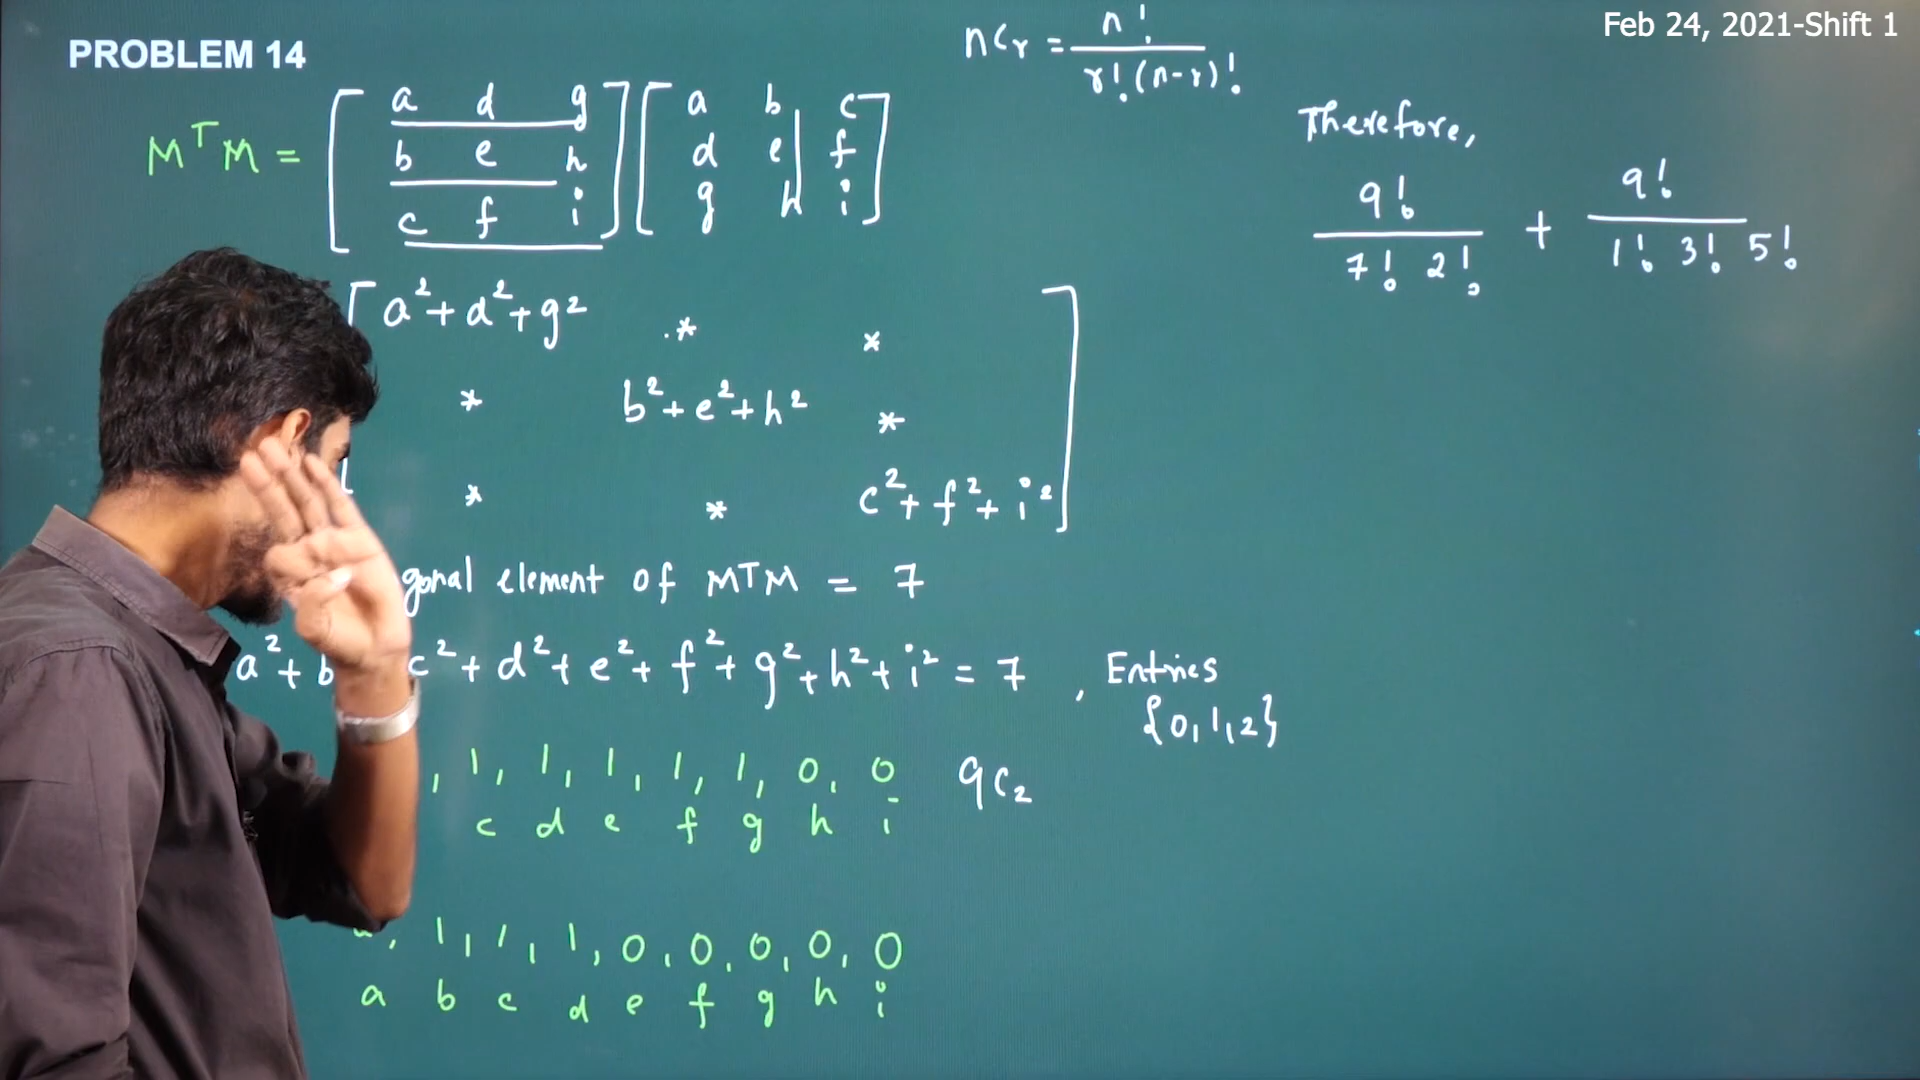 Feb 24, 2021-Shift 1
PROBLEM 14
nCr = n! / r!(n-r)!
MᵀM = [ a d g
b e h
c f i ] [ a b c
d e f
g h i ]
[ a² + d² + g² * *
* b² + e² + h² *
* * c² + f² + i² ]
Therefore,
9! / 7! 2! + 9! / 1! 3! 5!
element of MTM = 7
a² + b c² + d² + e² + f² + g² + h² + i² = 7 , Entries
{0,1,2}
, 1, 1, 1, 1, 1, 0, 0 9C₂
c d e f g h i
, 1, 1, 1, 0, 0, 0, 0, 0
a b c d e f g h i